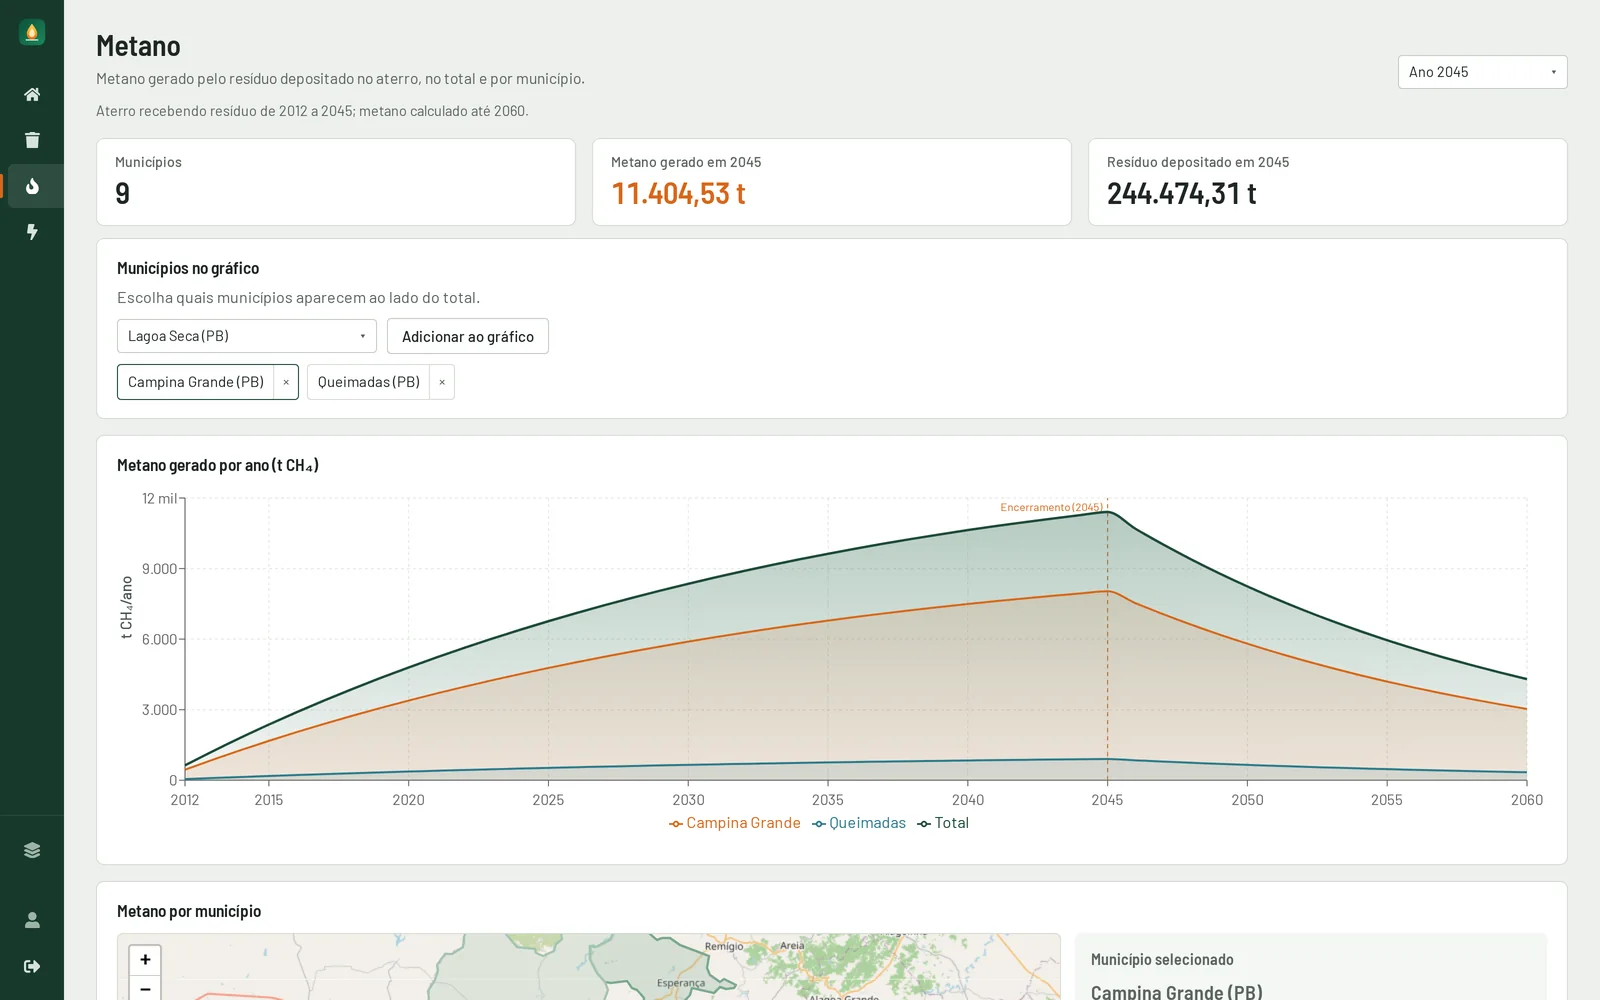 Metano
Metano gerado pelo resíduo depositado no aterro, no total e por município.
Aterro recebendo resíduo de 2012 a 2045; metano calculado até 2060.
Ano 2045
Municípios
9
Metano gerado em 2045
11.404,53 t
Resíduo depositado em 2045
244.474,31 t
Municípios no gráfico
Escolha quais municípios aparecem ao lado do total.
Lagoa Seca (PB)
Adicionar ao gráfico
Campina Grande (PB) ×
Queimadas (PB) ×
Metano gerado por ano (t CH₄)
Encerramento (2045)
t CH₄/ano
12 mil
9.000
6.000
3.000
0
2012 2015 2020 2025 2030 2035 2040 2045 2050 2055 2060
Campina Grande Queimadas Total
Metano por município
+
−
Remígio
Areia
Esperança
Alagoa Grande
Município selecionado
Campina Grande (PB)